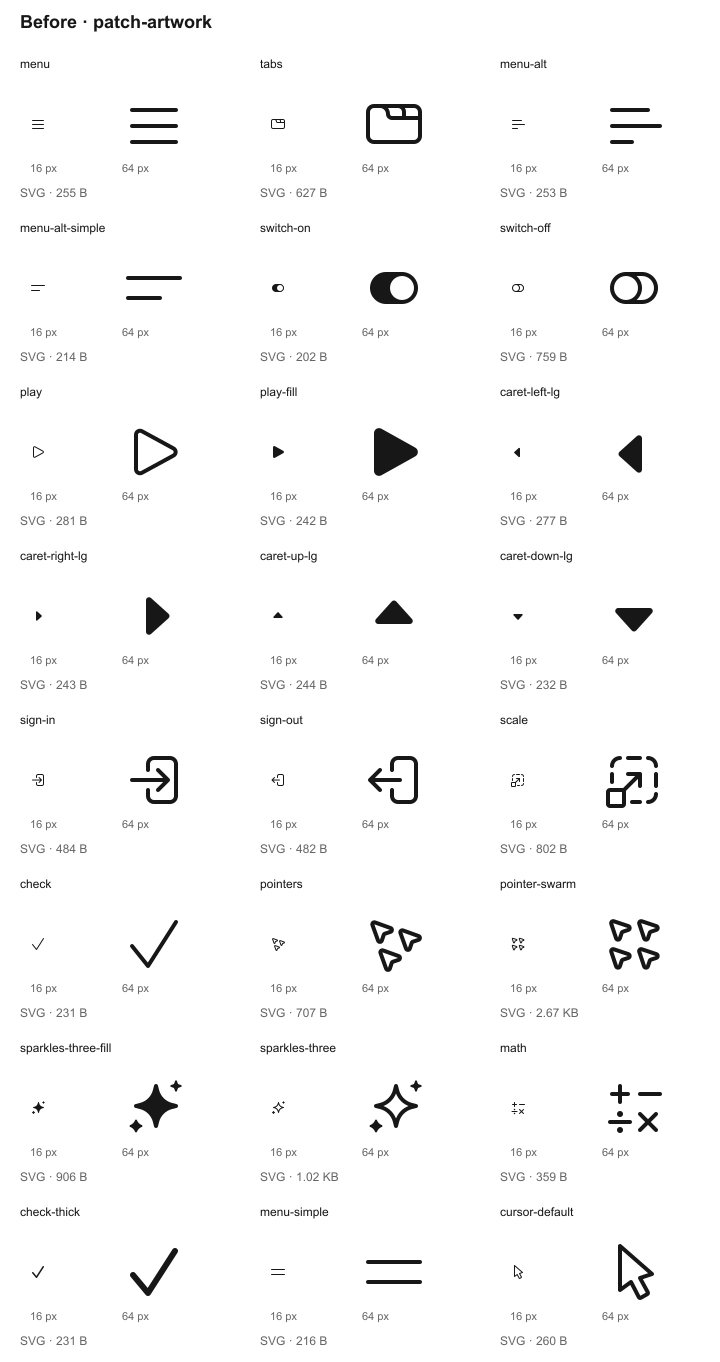 Before · patch-artwork
menu
tabs
menu-alt
16 px
64 px
16 px
64 px
16 px
64 px
SVG · 255 B
SVG · 627 B
SVG · 253 B
menu-alt-simple
switch-on
switch-off
16 px
64 px
16 px
64 px
16 px
64 px
SVG · 214 B
SVG · 202 B
SVG · 759 B
play
play-fill
caret-left-lg
16 px
64 px
16 px
64 px
16 px
64 px
SVG · 281 B
SVG · 242 B
SVG · 277 B
caret-right-lg
caret-up-lg
caret-down-lg
16 px
64 px
16 px
64 px
16 px
64 px
SVG · 243 B
SVG · 244 B
SVG · 232 B
sign-in
sign-out
scale
16 px
64 px
16 px
64 px
16 px
64 px
SVG · 484 B
SVG · 482 B
SVG · 802 B
check
pointers
pointer-swarm
16 px
64 px
16 px
64 px
16 px
64 px
SVG · 231 B
SVG · 707 B
SVG · 2.67 KB
sparkles-three-fill
sparkles-three
math
16 px
64 px
16 px
64 px
16 px
64 px
SVG · 906 B
SVG · 1.02 KB
SVG · 359 B
check-thick
menu-simple
cursor-default
16 px
64 px
16 px
64 px
16 px
64 px
SVG · 231 B
SVG · 216 B
SVG · 260 B